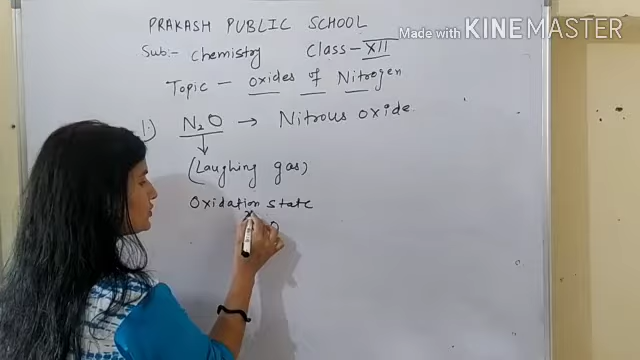 Made with KINEMASTER
PRAKASH PUBLIC SCHOOL
Sub:- Chemistry Class - XII
Topic - Oxides of Nitrogen
1.) N₂O → Nitrous oxide
(Laughing gas)
Oxidation state
x